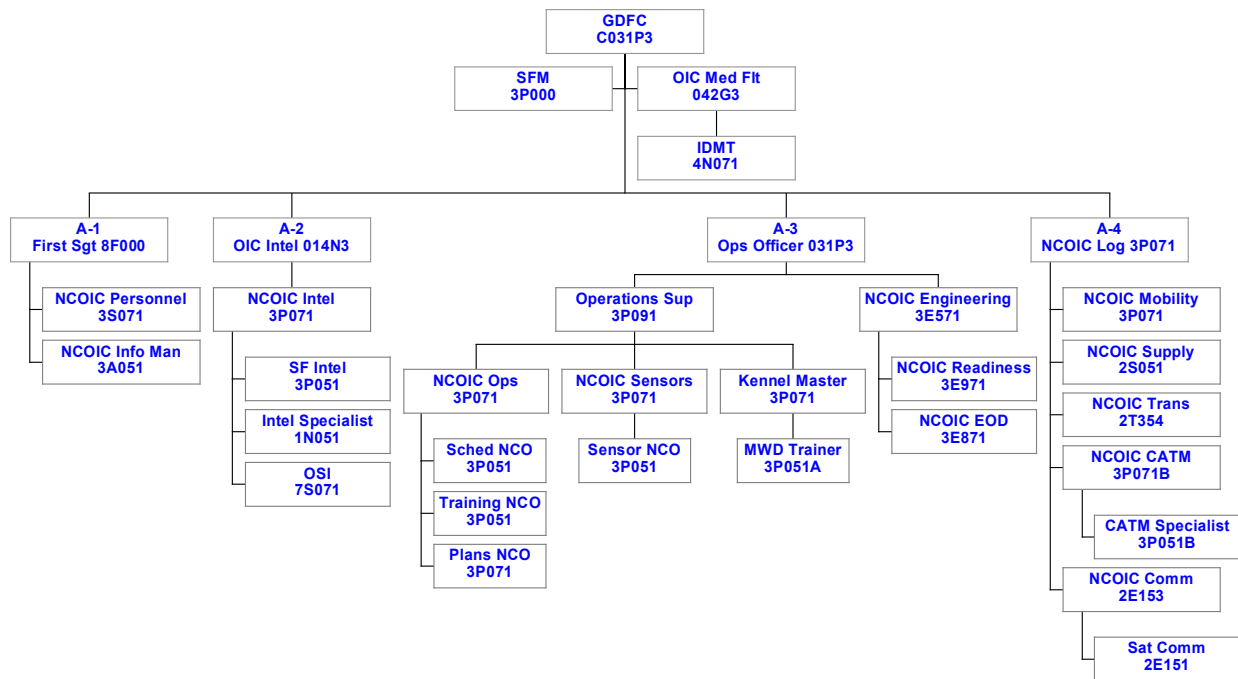 GDFC
C031P3
SFM
3P000
OIC Med Flt
042G3
IDMT
4N071
A-1
First Sgt 8F000
NCOIC Personnel
3S071
NCOIC Info Man
3A051
A-2
OIC Intel 014N3
NCOIC Intel
3P071
SF Intel
3P051
Intel Specialist
1N051
OSI
7S071
A-3
Ops Officer 031P3
Operations Sup
3P091
NCOIC Ops
3P071
Sched NCO
3P051
Training NCO
3P051
Plans NCO
3P071
NCOIC Sensors
3P071
Sensor NCO
3P051
Kennel Master
3P071
MWD Trainer
3P051A
NCOIC Engineering
3E571
NCOIC Readiness
3E971
NCOIC EOD
3E871
A-4
NCOIC Log 3P071
NCOIC Mobility
3P071
NCOIC Supply
2S051
NCOIC Trans
2T354
NCOIC CATM
3P071B
CATM Specialist
3P051B
NCOIC Comm
2E153
Sat Comm
2E151